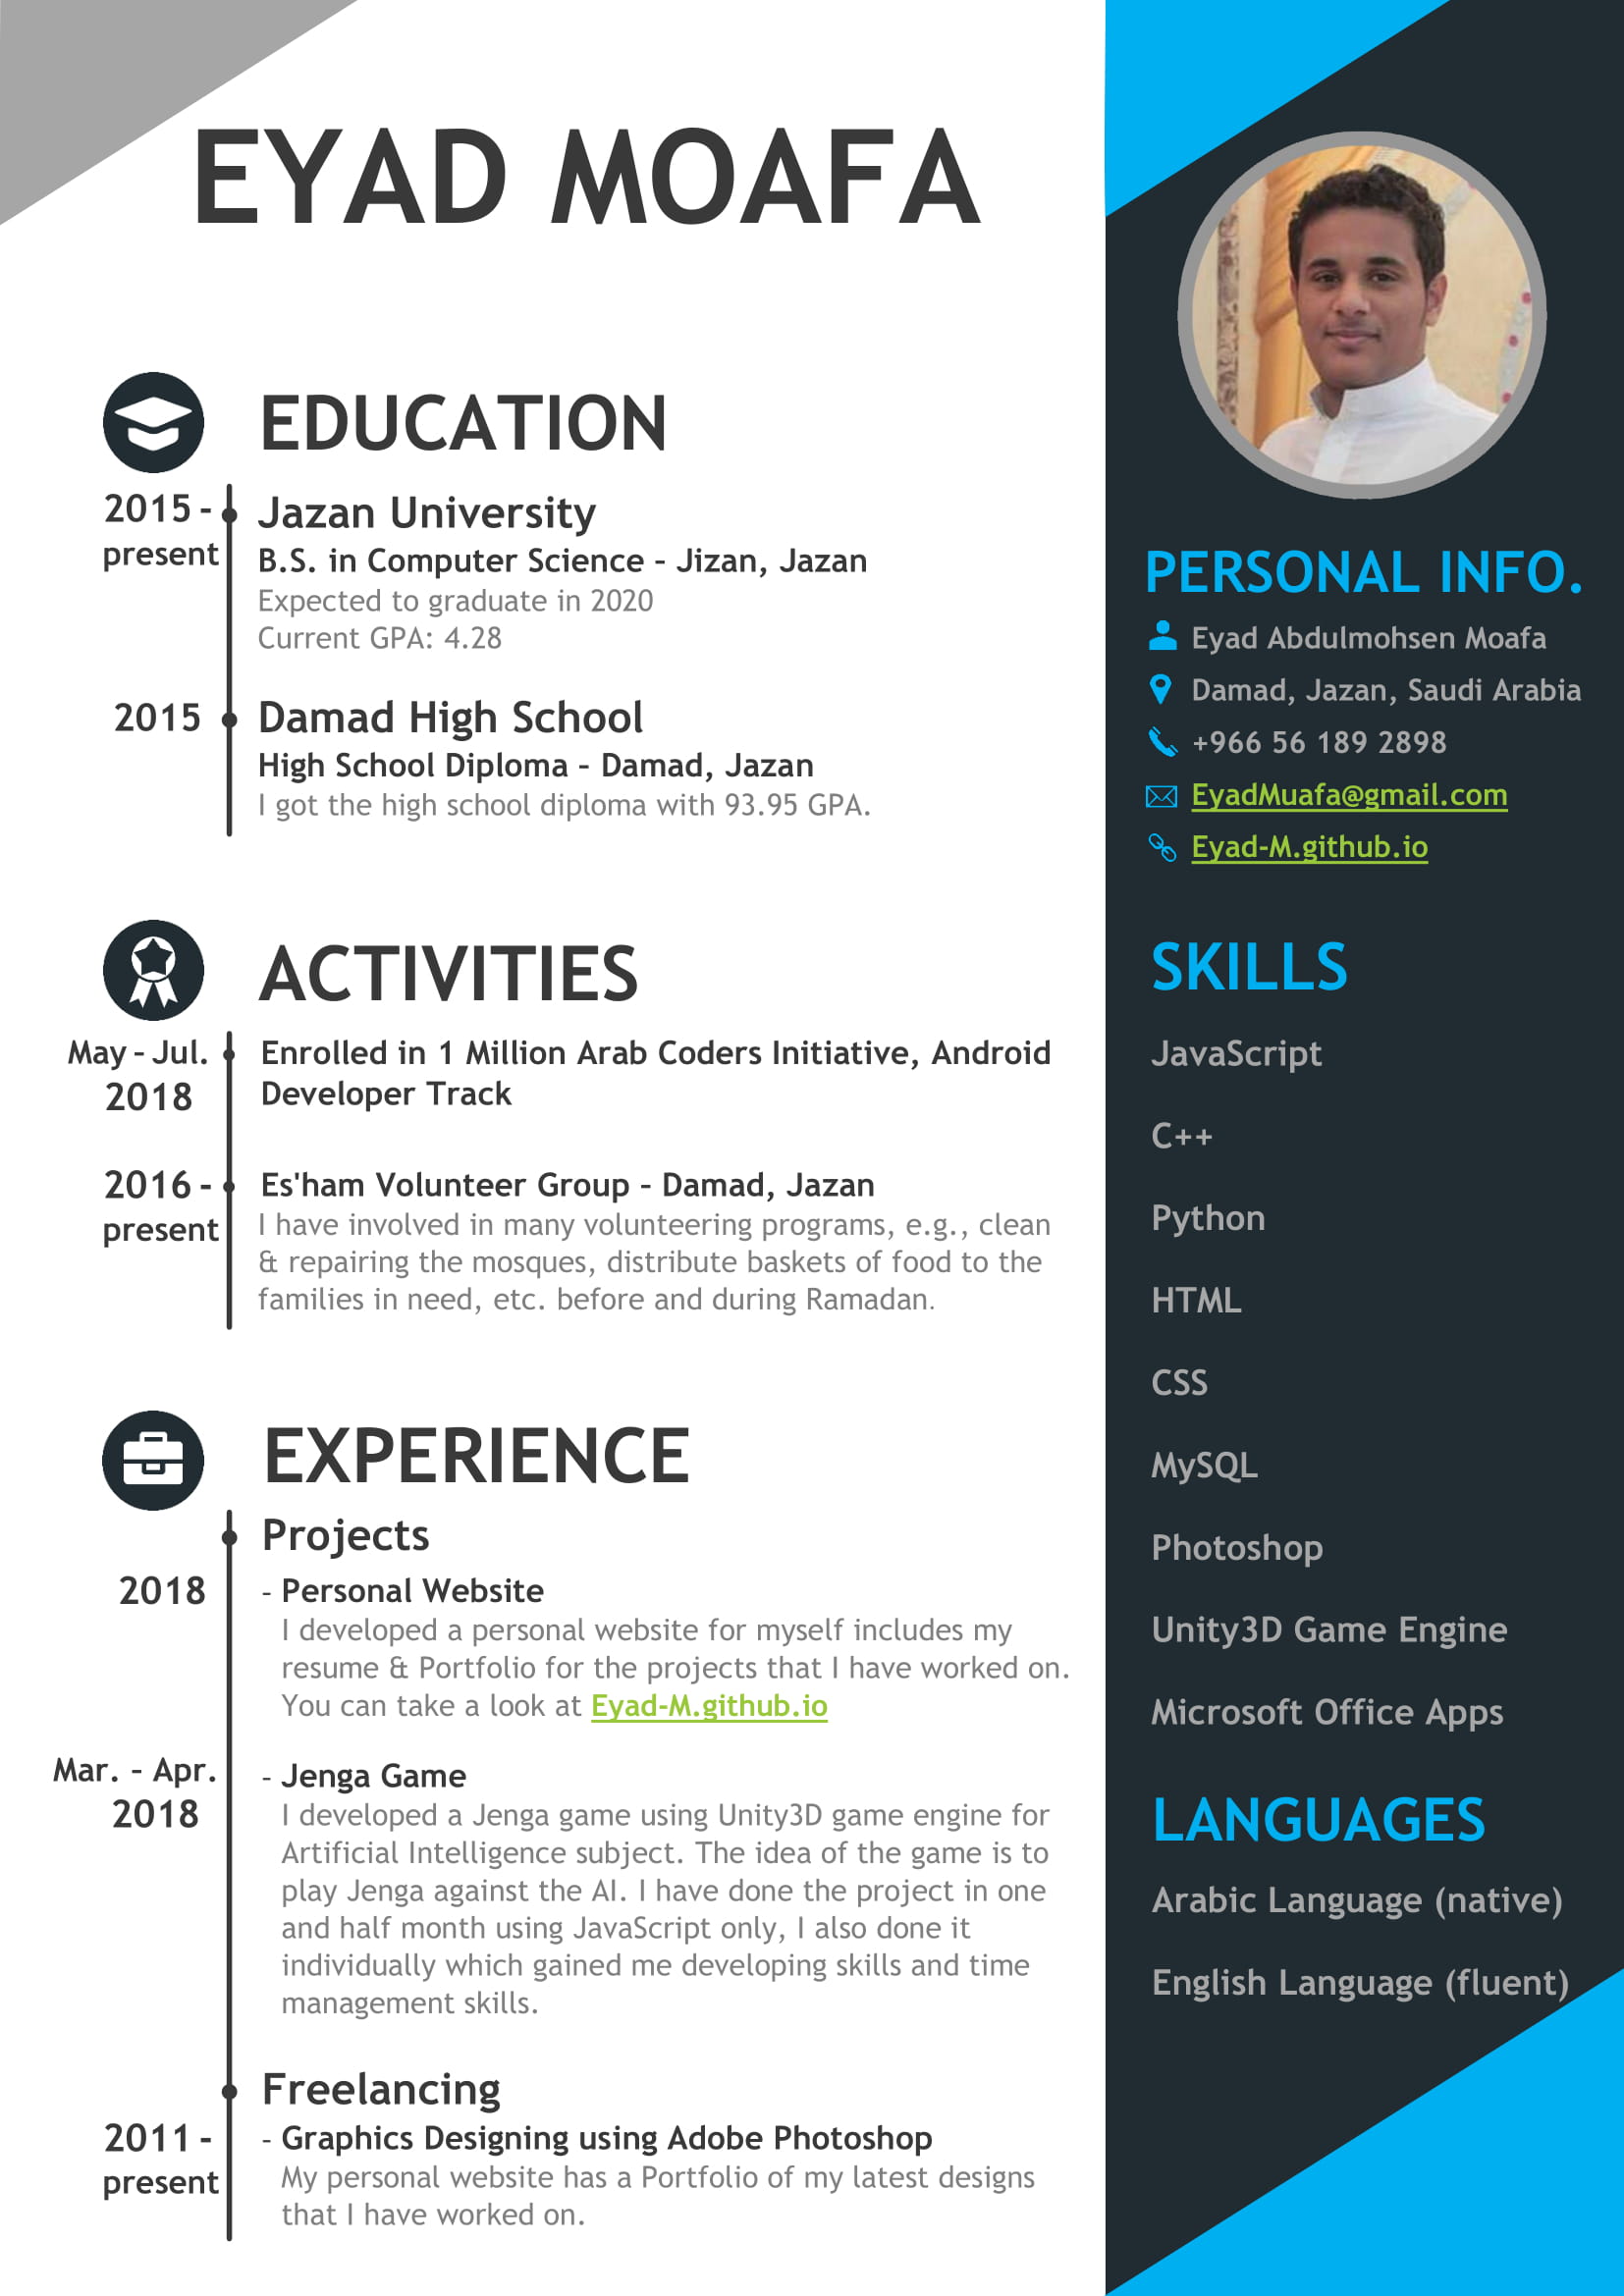 EYAD MOAFA
EDUCATION
2015 -
present
Jazan University
B.S. in Computer Science – Jizan, Jazan
Expected to graduate in 2020
Current GPA: 4.28
2015
Damad High School
High School Diploma – Damad, Jazan
I got the high school diploma with 93.95 GPA.
ACTIVITIES
May – Jul.
2018
Enrolled in 1 Million Arab Coders Initiative, Android
Developer Track
2016 -
present
Es'ham Volunteer Group – Damad, Jazan
I have involved in many volunteering programs, e.g., clean
& repairing the mosques, distribute baskets of food to the
families in need, etc. before and during Ramadan.
EXPERIENCE
Projects
2018
- Personal Website
I developed a personal website for myself includes my
resume & Portfolio for the projects that I have worked on.
You can take a look at Eyad-M.github.io
Mar. – Apr.
2018
- Jenga Game
I developed a Jenga game using Unity3D game engine for
Artificial Intelligence subject. The idea of the game is to
play Jenga against the AI. I have done the project in one
and half month using JavaScript only, I also done it
individually which gained me developing skills and time
management skills.
Freelancing
2011 -
present
- Graphics Designing using Adobe Photoshop
My personal website has a Portfolio of my latest designs
that I have worked on.
PERSONAL INFO.
Eyad Abdulmohsen Moafa
Damad, Jazan, Saudi Arabia
+966 56 189 2898
EyadMuafa@gmail.com
Eyad-M.github.io
SKILLS
JavaScript
C++
Python
HTML
CSS
MySQL
Photoshop
Unity3D Game Engine
Microsoft Office Apps
LANGUAGES
Arabic Language (native)
English Language (fluent)